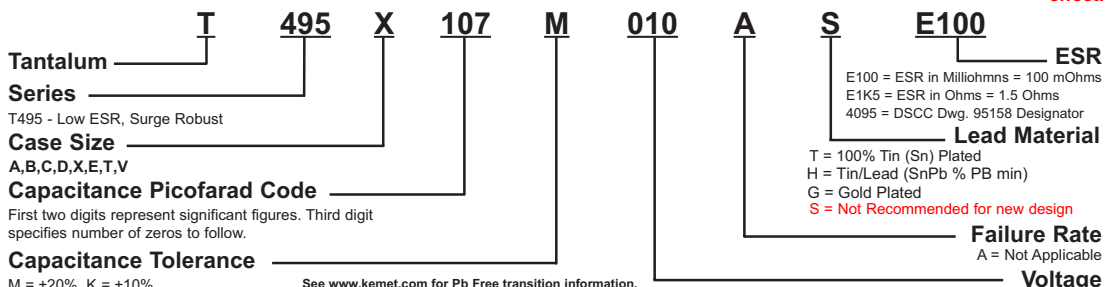 T 495 X 107 M 010 A S E100
Tantalum
Series
T495 - Low ESR, Surge Robust
Case Size
A,B,C,D,X,E,T,V
Capacitance Picofarad Code
First two digits represent significant figures. Third digit
specifies number of zeros to follow.
Capacitance Tolerance
See www.kemet.com for Pb Free transition information.
ESR
E100 = ESR in Milliohmns = 100 mOhms
E1K5 = ESR in Ohms = 1.5 Ohms
4095 = DSCC Dwg. 95158 Designator
Lead Material
T = 100% Tin (Sn) Plated
H = Tin/Lead (SnPb % PB min)
G = Gold Plated
S = Not Recommended for new design
Failure Rate
A = Not Applicable
Voltage